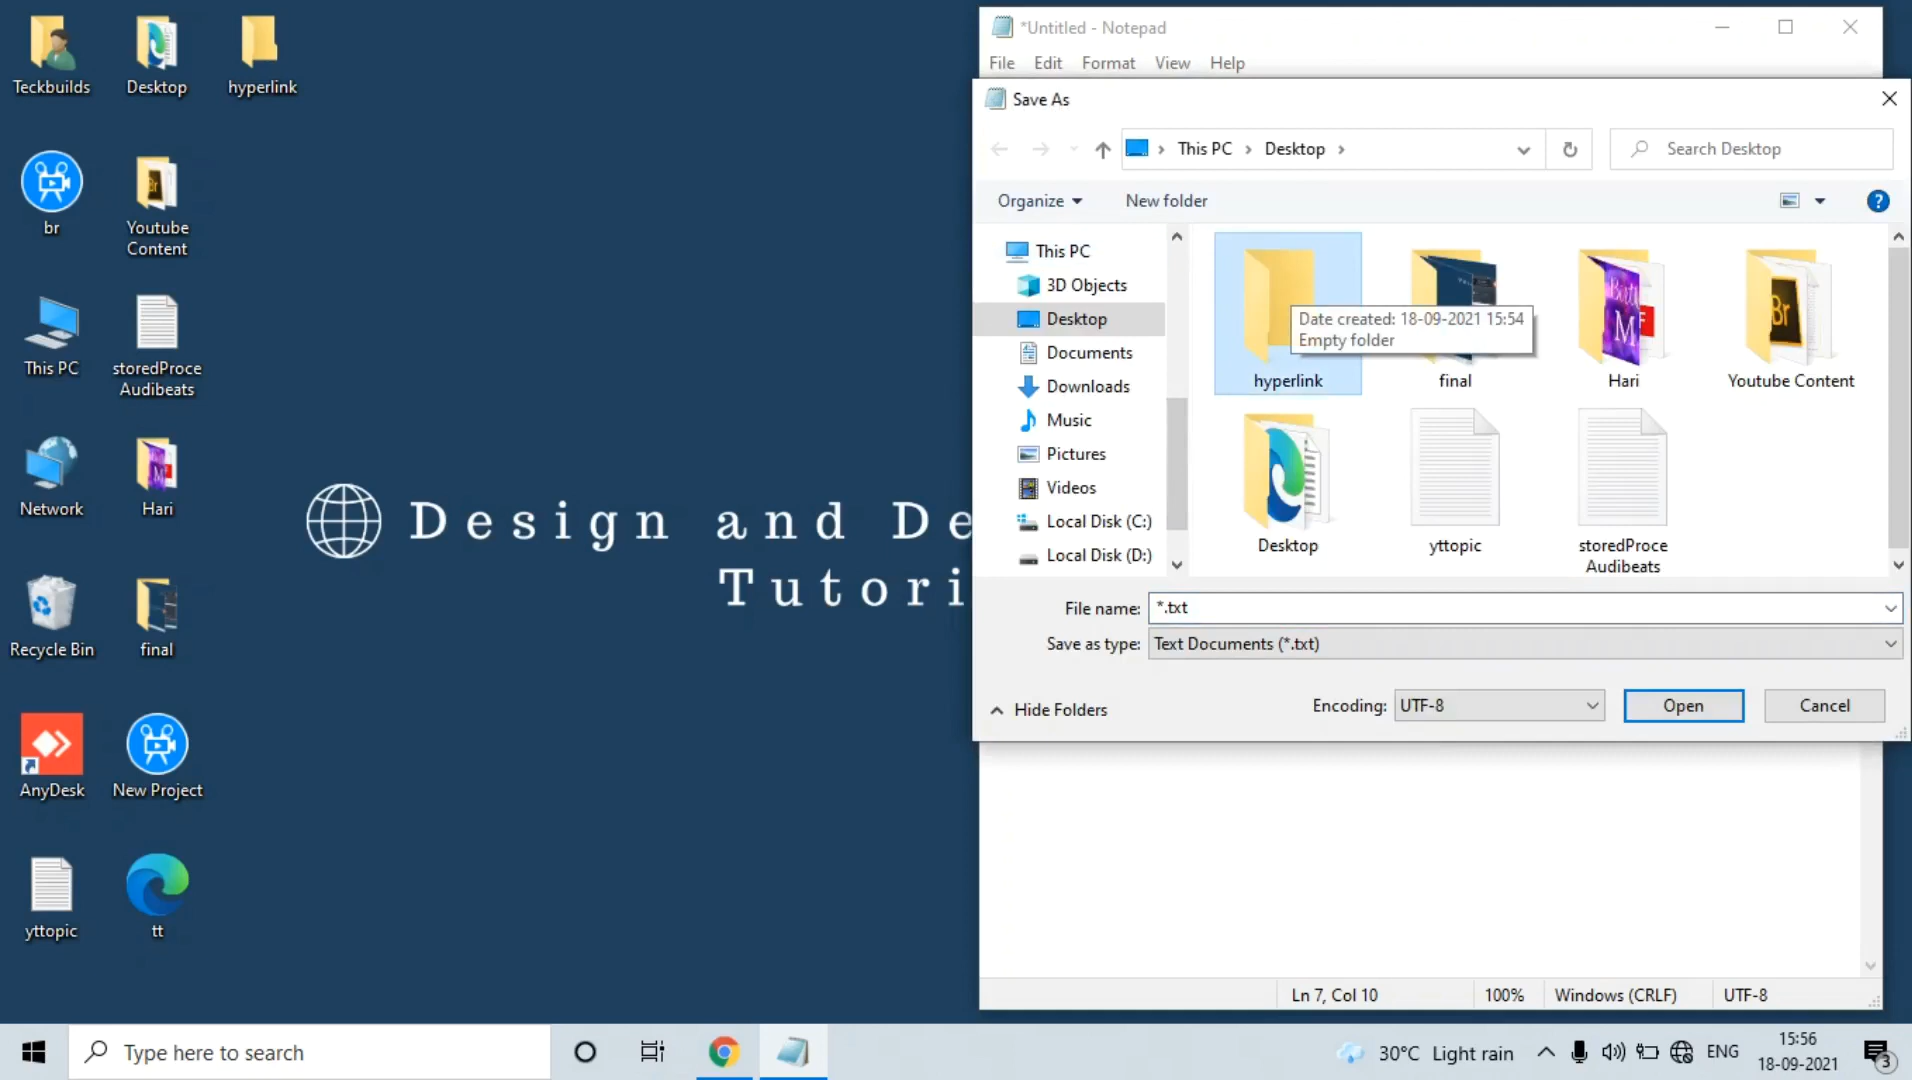 Teckbuilds
Desktop
hyperlink
br
Youtube
Content
This PC
storedProce
Audibeats
Network
Hari
Recycle Bin
final
AnyDesk
New Project
yttopic
tt
Design and De
Tutori
*Untitled - Notepad
File Edit Format View Help
Save As
This PC > Desktop >
Search Desktop
Organize
New folder
This PC
3D Objects
Desktop
Documents
Downloads
Music
Pictures
Videos
Local Disk (C:)
Local Disk (D:)
Date created: 18-09-2021 15:54
Empty folder
hyperlink
final
Hari
Youtube Content
Desktop
yttopic
storedProce
Audibeats
File name: *.txt
Save as type: Text Documents (*.txt)
Hide Folders
Encoding: UTF-8
Open
Cancel
Ln 7, Col 10
100%
Windows (CRLF)
UTF-8
Type here to search
30°C Light rain
ENG
15:56
18-09-2021
3